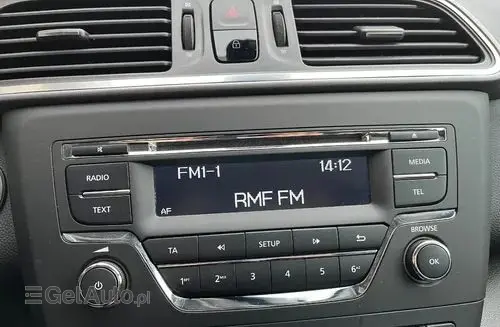 FM1-1 14:12
RADIO MEDIA
RMF FM
TEXT AF TEL
BROWSE
TA SETUP OK
1 2 3 4 5 6
GetAuto.pl